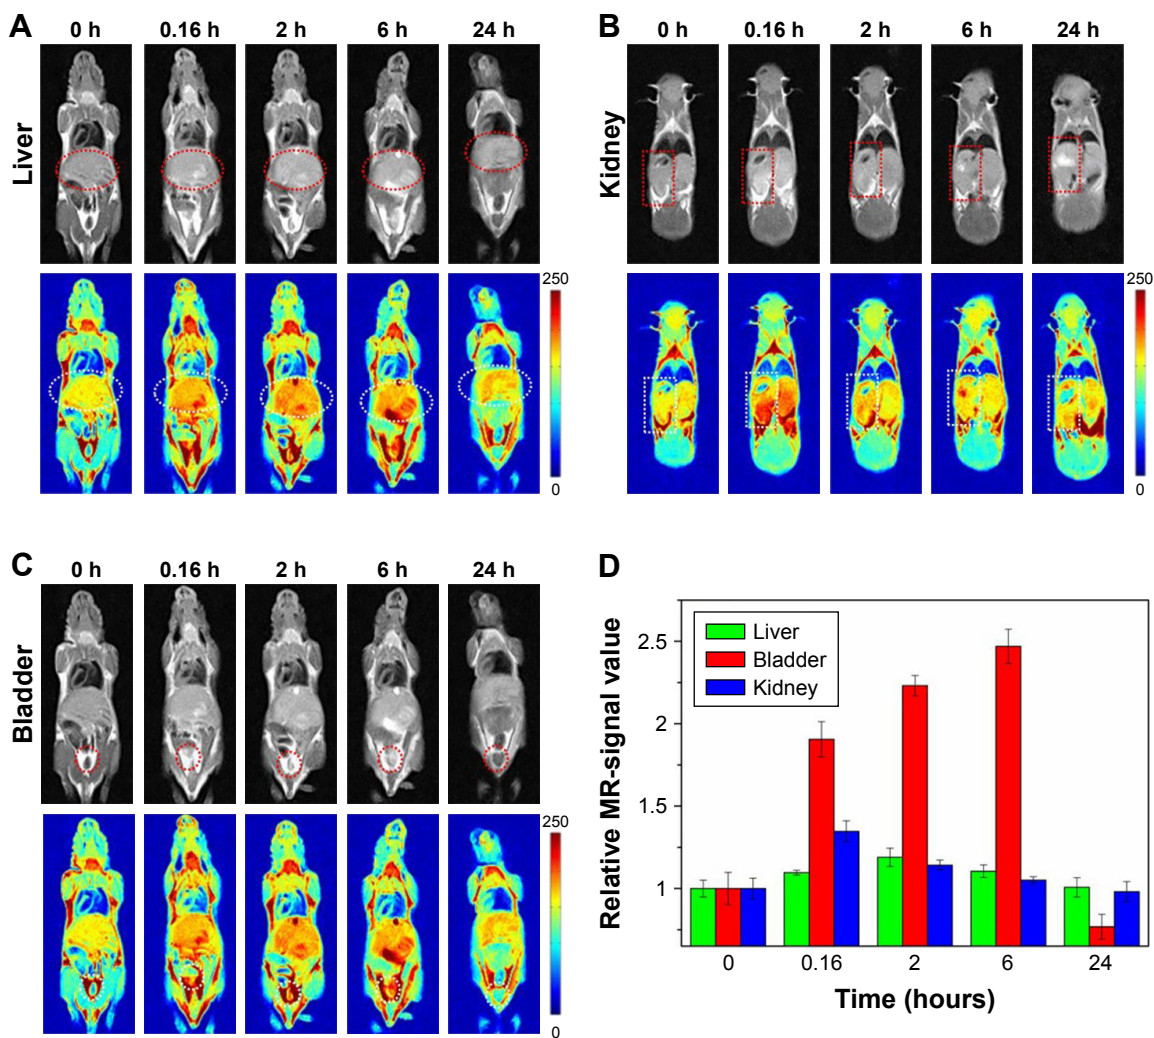 A
0 h 0.16 h 2 h 6 h 24 h
Liver
250
0
B
0 h 0.16 h 2 h 6 h 24 h
Kidney
250
0
C
0 h 0.16 h 2 h 6 h 24 h
Bladder
250
0
D
Relative MR-signal value
2.5
2
1.5
1
Liver
Bladder
Kidney
0 0.16 2 6 24
Time (hours)